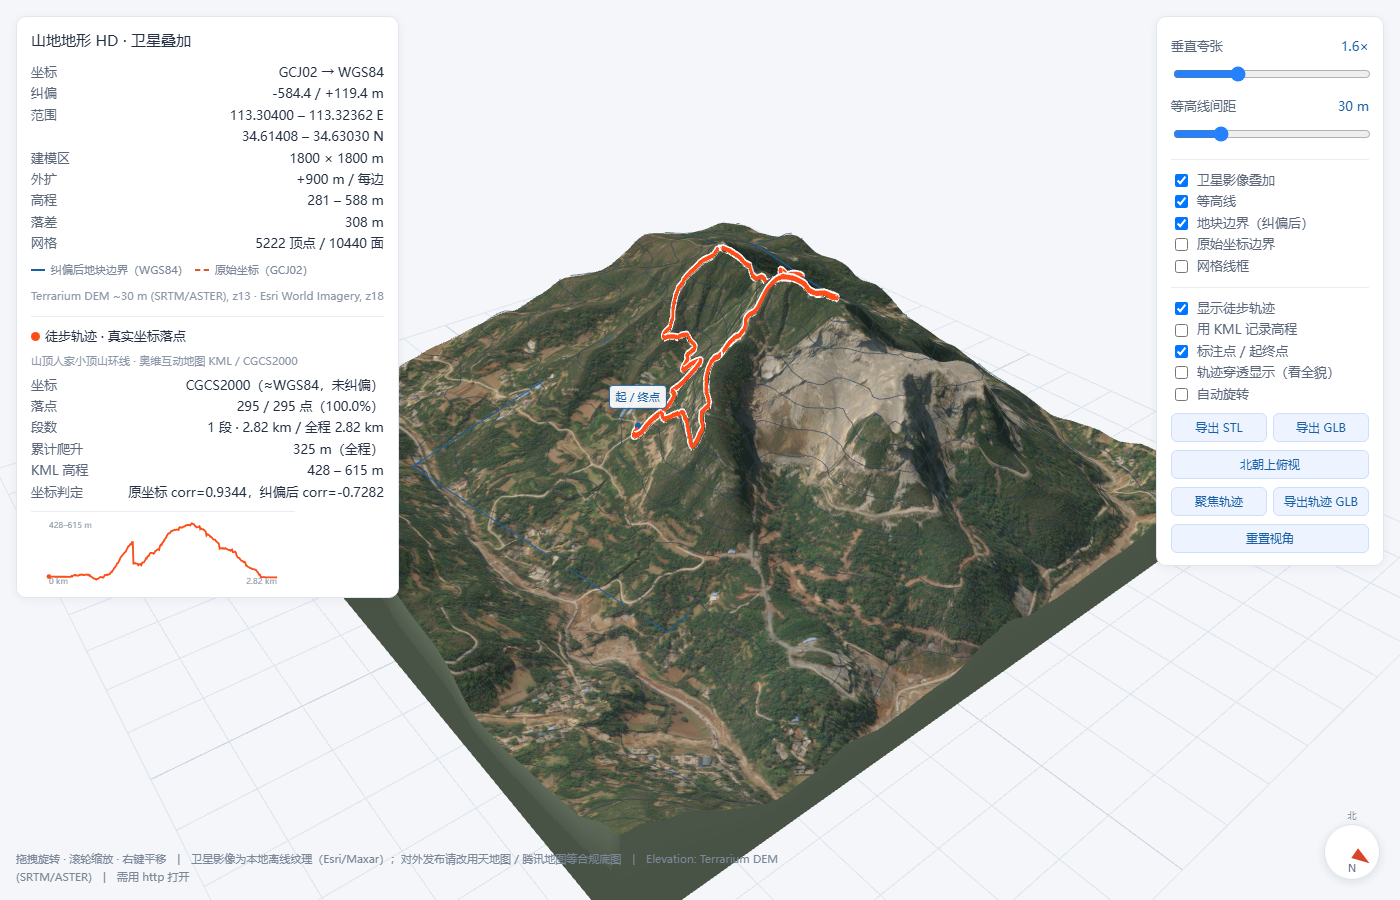 山地地形 HD · 卫星叠加
坐标 GCJ02 → WGS84
纠偏 -584.4 / +119.4 m
范围 113.30400 – 113.32362 E
34.61408 – 34.63030 N
建模区 1800 × 1800 m
外扩 +900 m / 每边
高程 281 – 588 m
落差 308 m
网格 5222 顶点 / 10440 面
纠偏后地块边界（WGS84） 原始坐标（GCJ02）
Terrarium DEM ~30 m (SRTM/ASTER), z13 · Esri World Imagery, z18
徒步轨迹 · 真实坐标落点
山顶人家小顶山环线 · 奥维互动地图 KML / CGCS2000
坐标 CGCS2000（≈WGS84，未纠偏）
落点 295 / 295 点（100.0%）
段数 1 段 · 2.82 km / 全程 2.82 km
累计爬升 325 m（全程）
KML 高程 428 – 615 m
坐标判定 原坐标 corr=0.9344，纠偏后 corr=-0.7282
428–615 m
0 km 2.82 km
起 / 终点
垂直夸张 1.6×
等高线间距 30 m
卫星影像叠加
等高线
地块边界（纠偏后）
原始坐标边界
网格线框
显示徒步轨迹
用 KML 记录高程
标注点 / 起终点
轨迹穿透显示（看全貌）
自动旋转
导出 STL 导出 GLB
北朝上俯视
聚焦轨迹 导出轨迹 GLB
重置视角
北
N
拖拽旋转 · 滚轮缩放 · 右键平移 | 卫星影像为本地离线纹理（Esri/Maxar）；对外发布请改用天地图 / 腾讯地图等合规底图 | Elevation: Terrarium DEM
(SRTM/ASTER) | 需用 http 打开